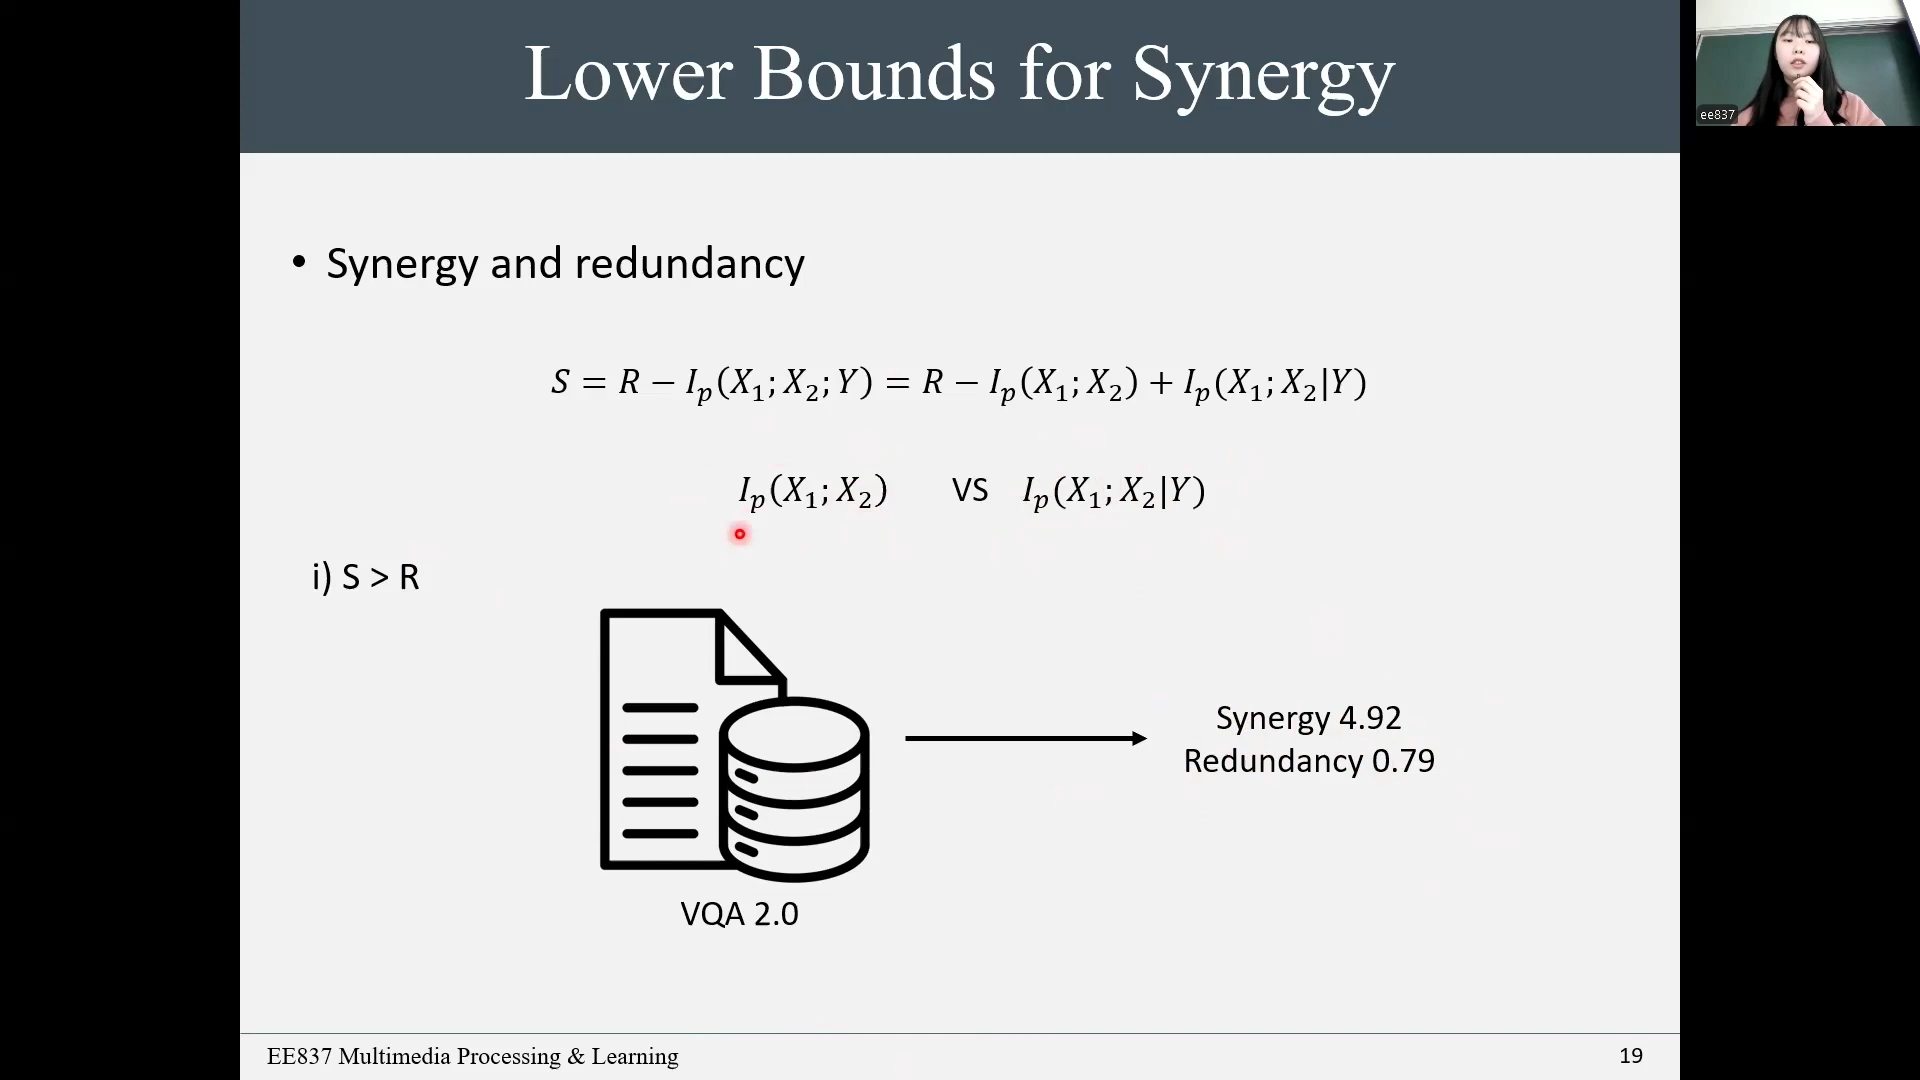 Lower Bounds for Synergy
ee837
• Synergy and redundancy
S = R − I_p(X_1; X_2; Y) = R − I_p(X_1; X_2) + I_p(X_1; X_2|Y)
I_p(X_1; X_2) VS I_p(X_1; X_2|Y)
i) S > R
Synergy 4.92
Redundancy 0.79
VQA 2.0
EE837 Multimedia Processing & Learning
19